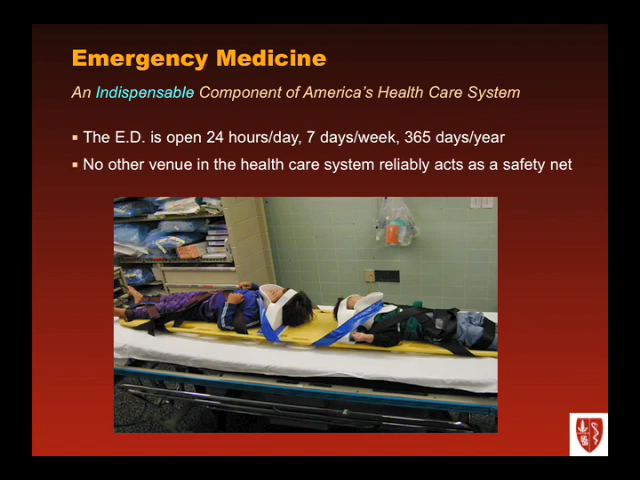 Emergency Medicine
An Indispensable Component of America's Health Care System
▪ The E.D. is open 24 hours/day, 7 days/week, 365 days/year
▪ No other venue in the health care system reliably acts as a safety net